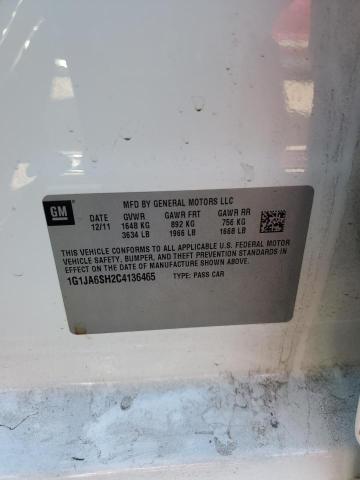 GM
MFD BY GENERAL MOTORS LLC
DATE GVWR GAWR FRT GAWR RR
12/11 1648 KG 892 KG 756 KG
3634 LB 1966 LB 1668 LB
THIS VEHICLE CONFORMS TO ALL APPLICABLE U.S. FEDERAL MOTOR
VEHICLE SAFETY, BUMPER, AND THEFT PREVENTION STANDARDS
IN EFFECT ON THE DATE OF MANUFACTURE SHOWN ABOVE.
1G1JA6SH2C4136465 TYPE: PASS CAR